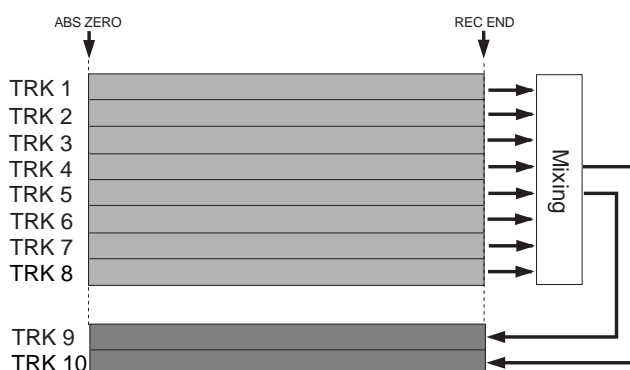 ABS ZERO
REC END
TRK 1
TRK 2
TRK 3
TRK 4
TRK 5
TRK 6
TRK 7
TRK 8
Mixing
TRK 9
TRK 10